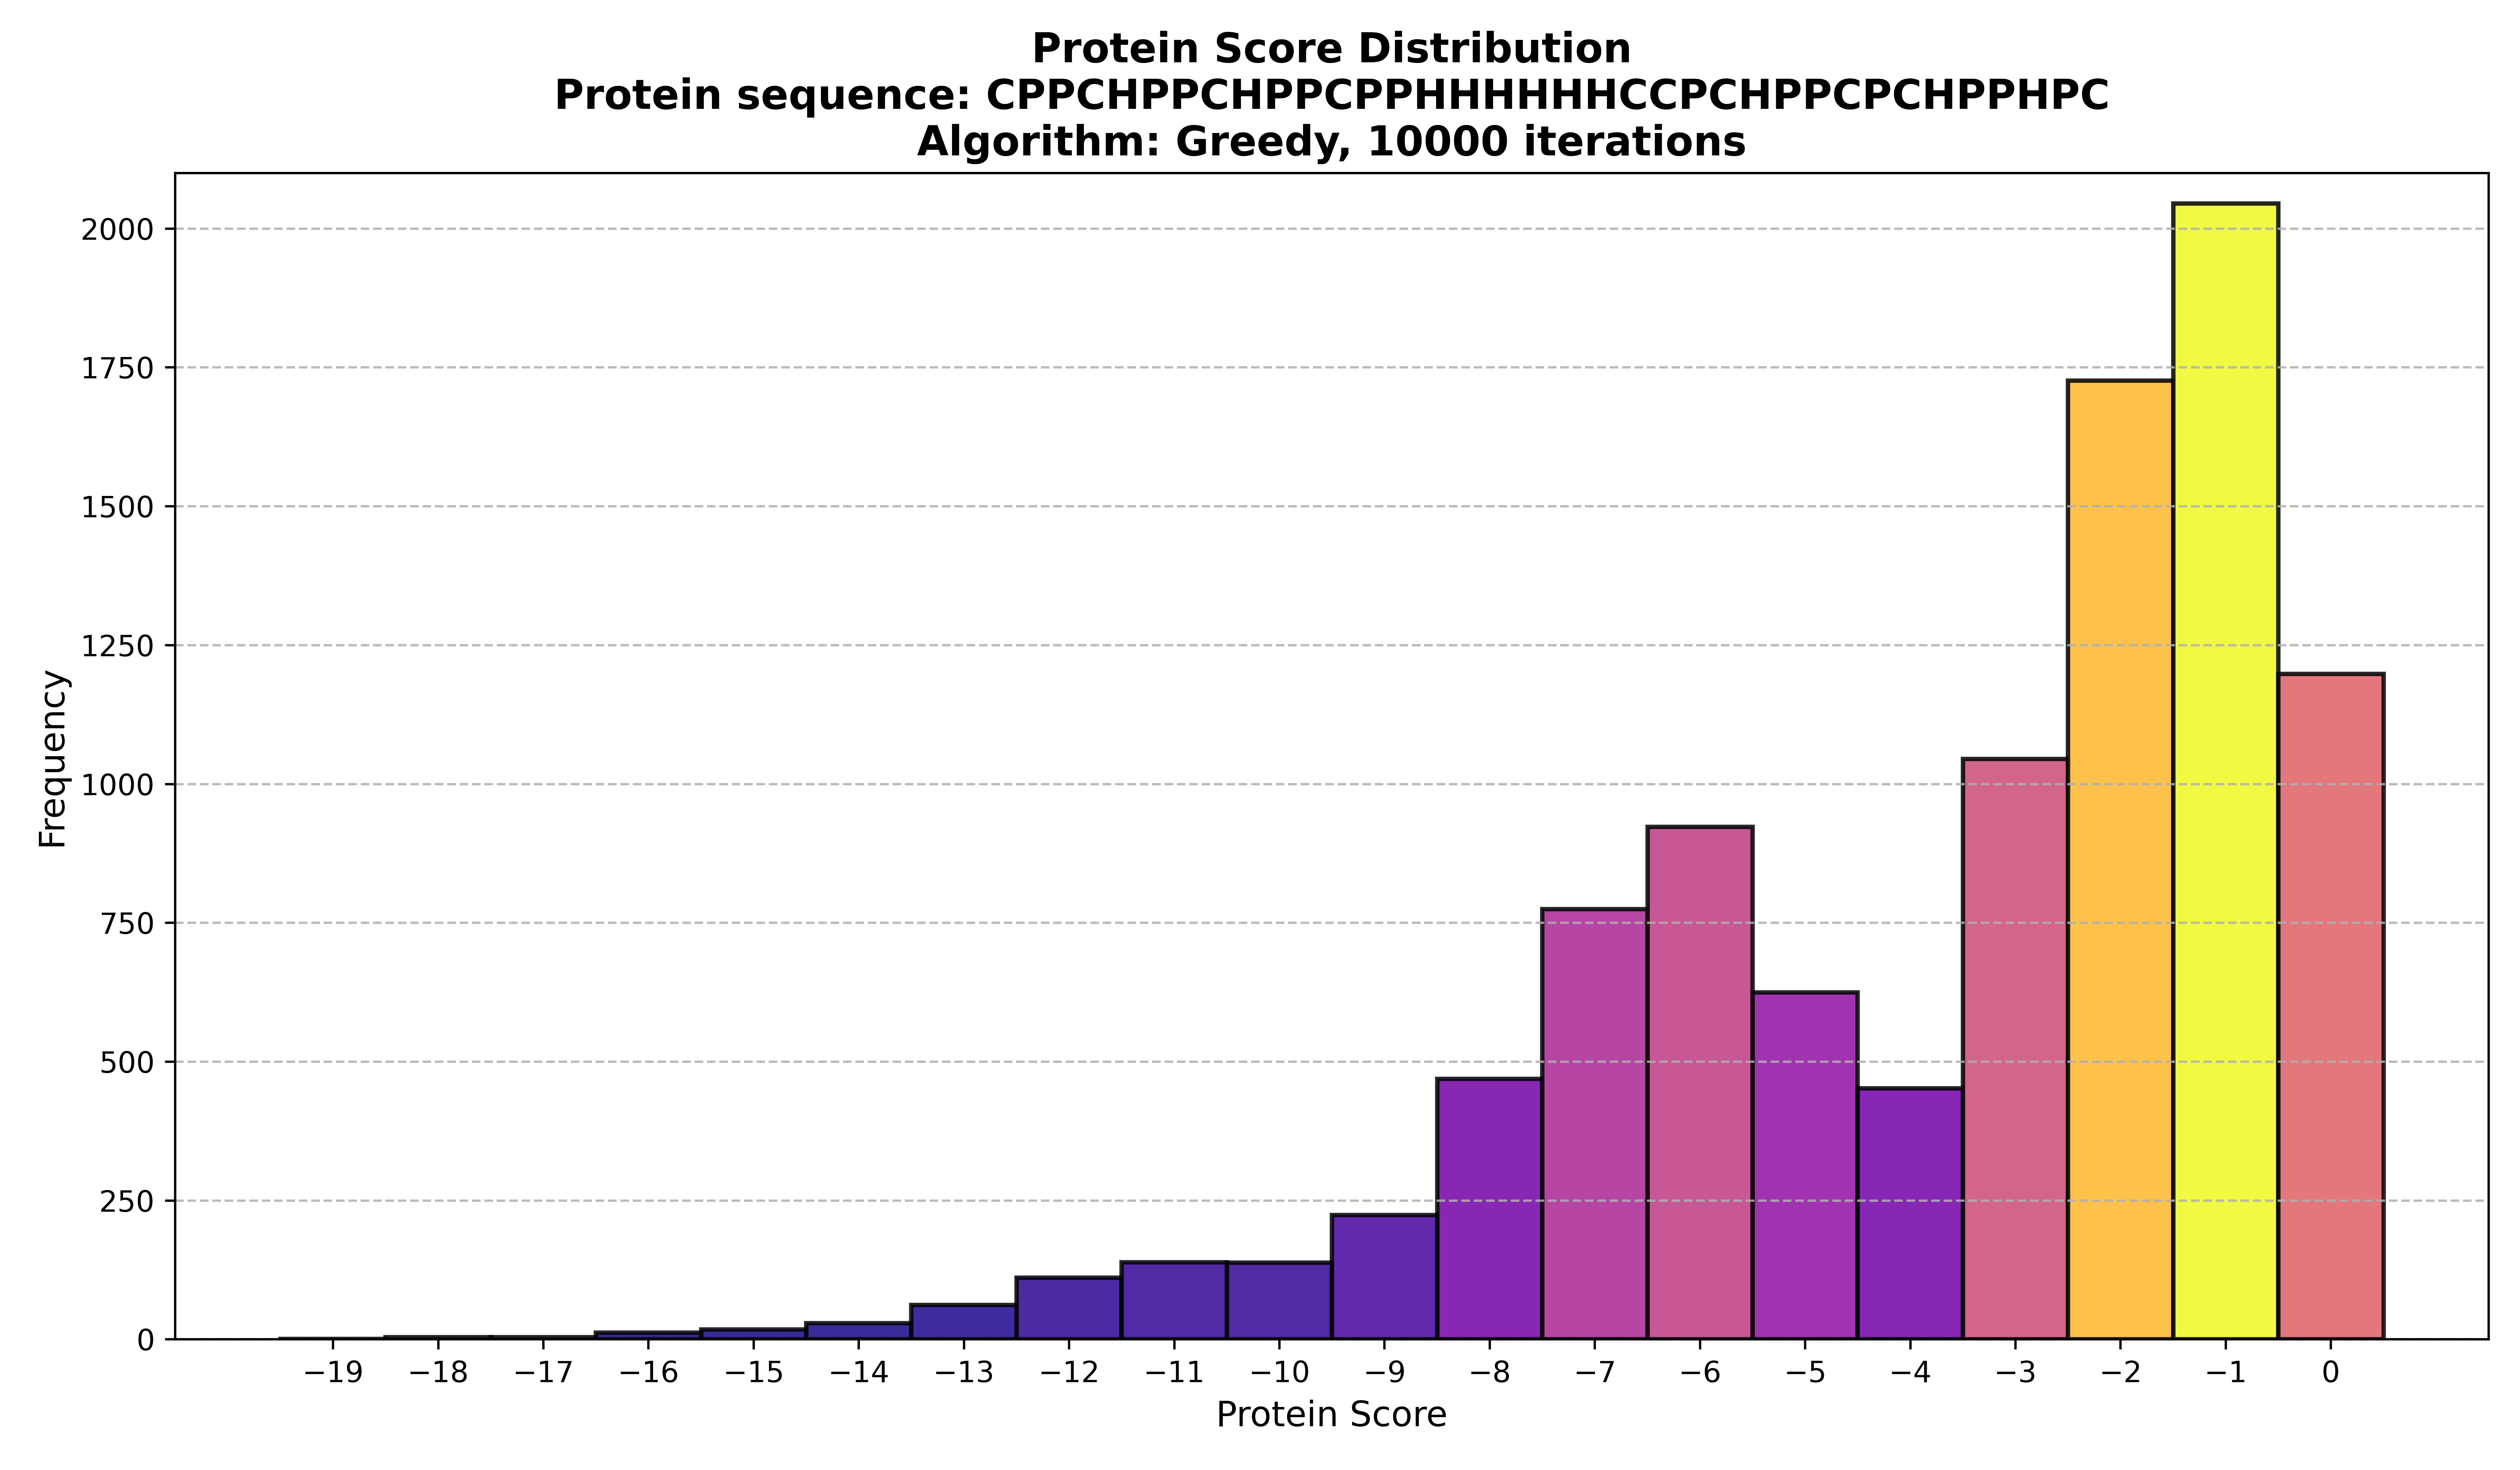 Protein Score Distribution
Protein sequence: CPPCHPPCHPPCPPHHHHHHHCCPCHPPCPCHPPHPC
Algorithm: Greedy, 10000 iterations
2000
1750
1500
1250
1000
750
500
250
0
Frequency
−19 −18 −17 −16 −15 −14 −13 −12 −11 −10 −9 −8 −7 −6 −5 −4 −3 −2 −1 0
Protein Score